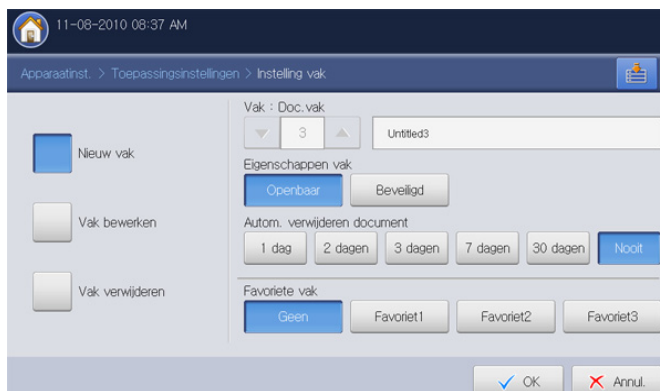 11-08-2010 08:37 AM
Apparaatinst. > Toepassingsinstellingen > Instelling vak
Vak : Doc.vak
3 Untitled3
Nieuw vak
Eigenschappen vak
Openbaar Beveiligd
Vak bewerken
Autom. verwijderen document
1 dag 2 dagen 3 dagen 7 dagen 30 dagen Nooit
Vak verwijderen
Favoriete vak
Geen Favoriet1 Favoriet2 Favoriet3
OK Annul.